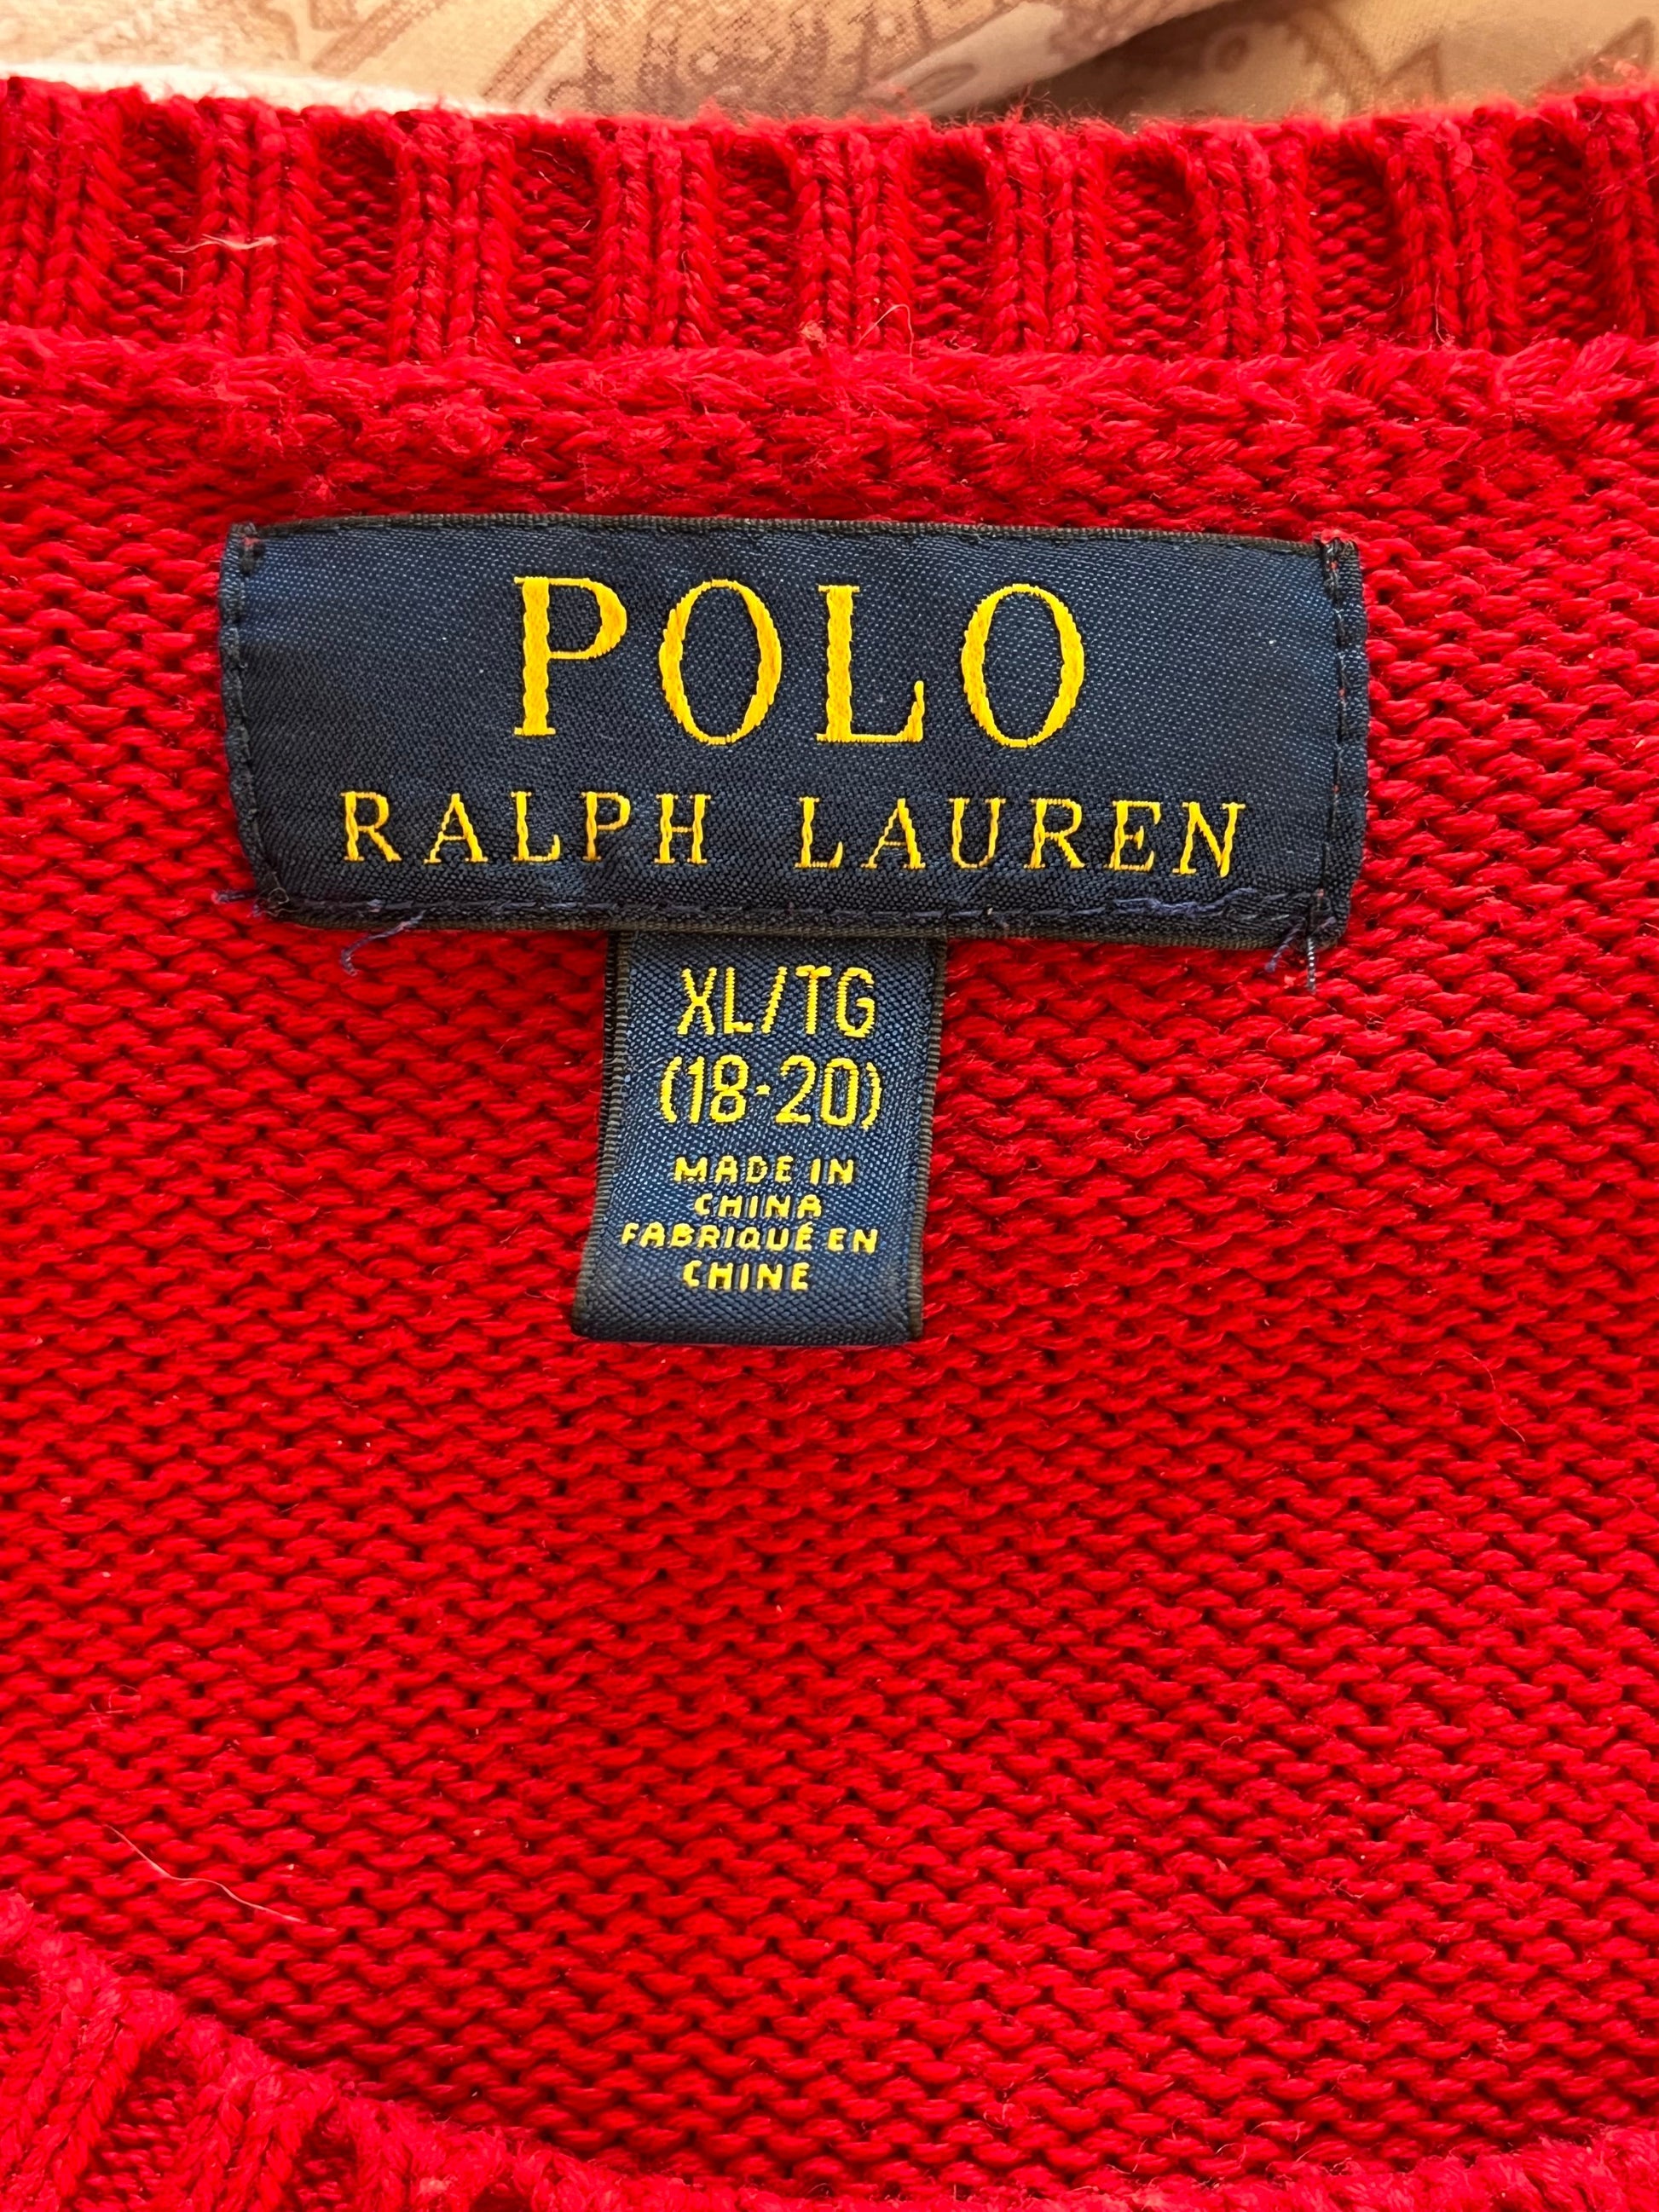 POLO
RALPH LAUREN
XL/TG
(18-20)
MADE IN
CHINA
FABRIQUÉ EN
CHINE